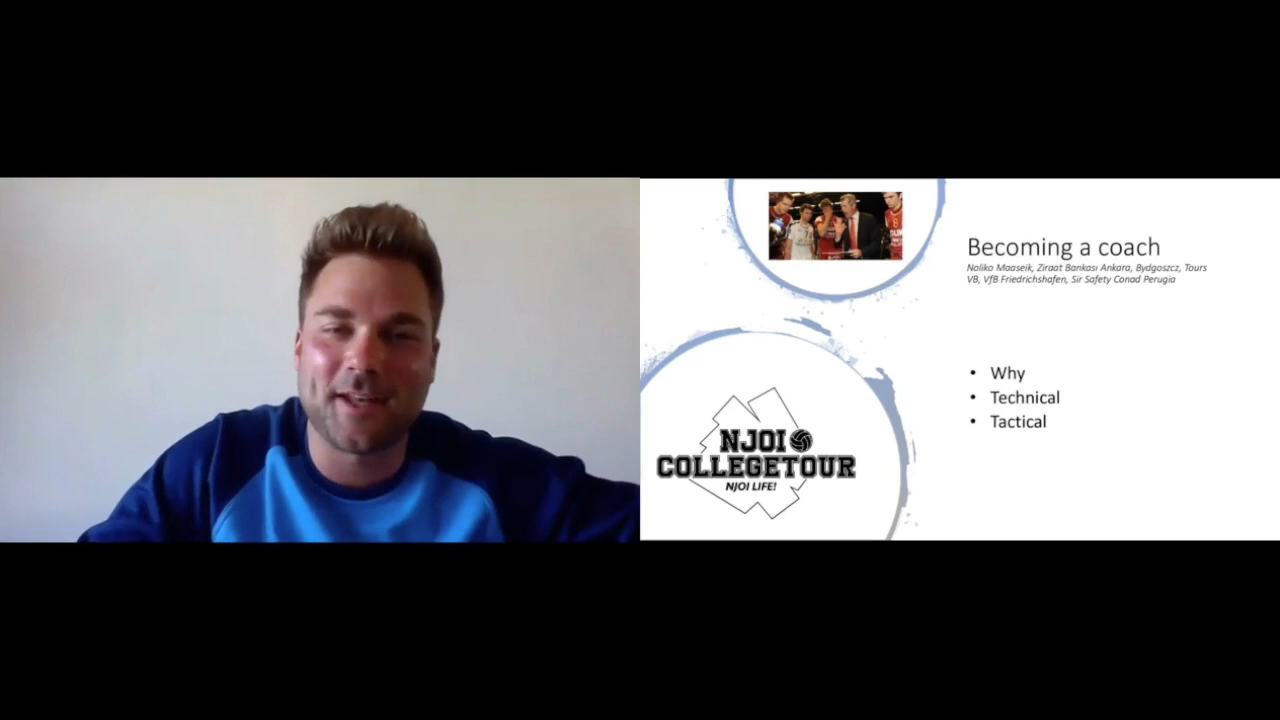 Becoming a coach
Noliko Maaseik, Ziraat Bankası Ankara, Bydgoszcz, Tours
VB, VfB Friedrichshafen, Sir Safety Conad Perugia
• Why
• Technical
• Tactical
NJOI
COLLEGETOUR
NJOI LIFE!